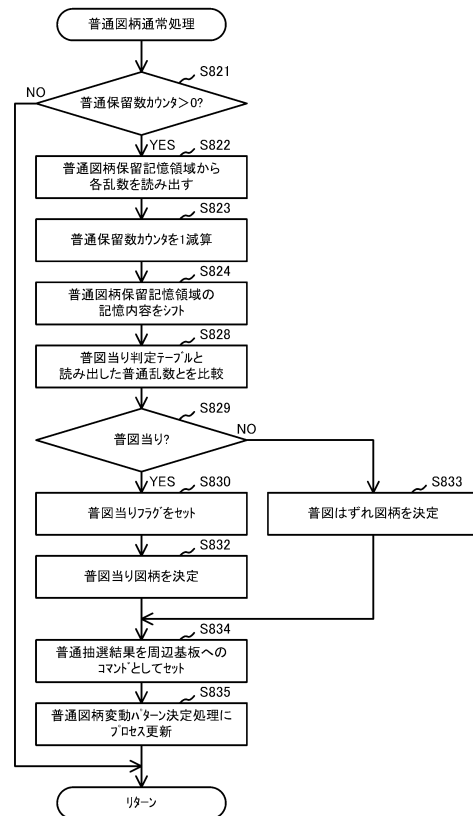 普通図柄通常処理
S821
NO
普通保留数カウンタ>0?
YES
S822
普通図柄保留記憶領域から
各乱数を読み出す
S823
普通保留数カウンタを1減算
S824
普通図柄保留記憶領域の
記憶内容をシフト
S828
普図当り判定テーブルと
読み出した普通乱数とを比較
S829
普図当り?
NO
YES
S830
普図当りフラグをセット
S833
普図はずれ図柄を決定
S832
普図当り図柄を決定
S834
普通抽選結果を周辺基板への
コマンドとしてセット
S835
普通図柄変動パターン決定処理に
プロセス更新
リターン